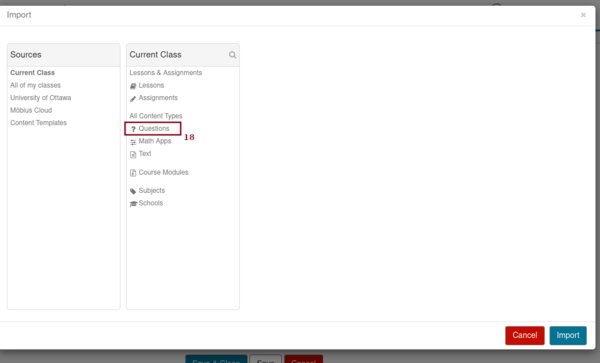 Import
×
Sources
Current Class
All of my classes
University of Ottawa
Möbius Cloud
Content Templates
Current Class
Lessons & Assignments
Lessons
Assignments
All Content Types
? Questions
18
Math Apps
Text
Course Modules
Subjects
Schools
Cancel
Import
Save & Close
Save
Cancel